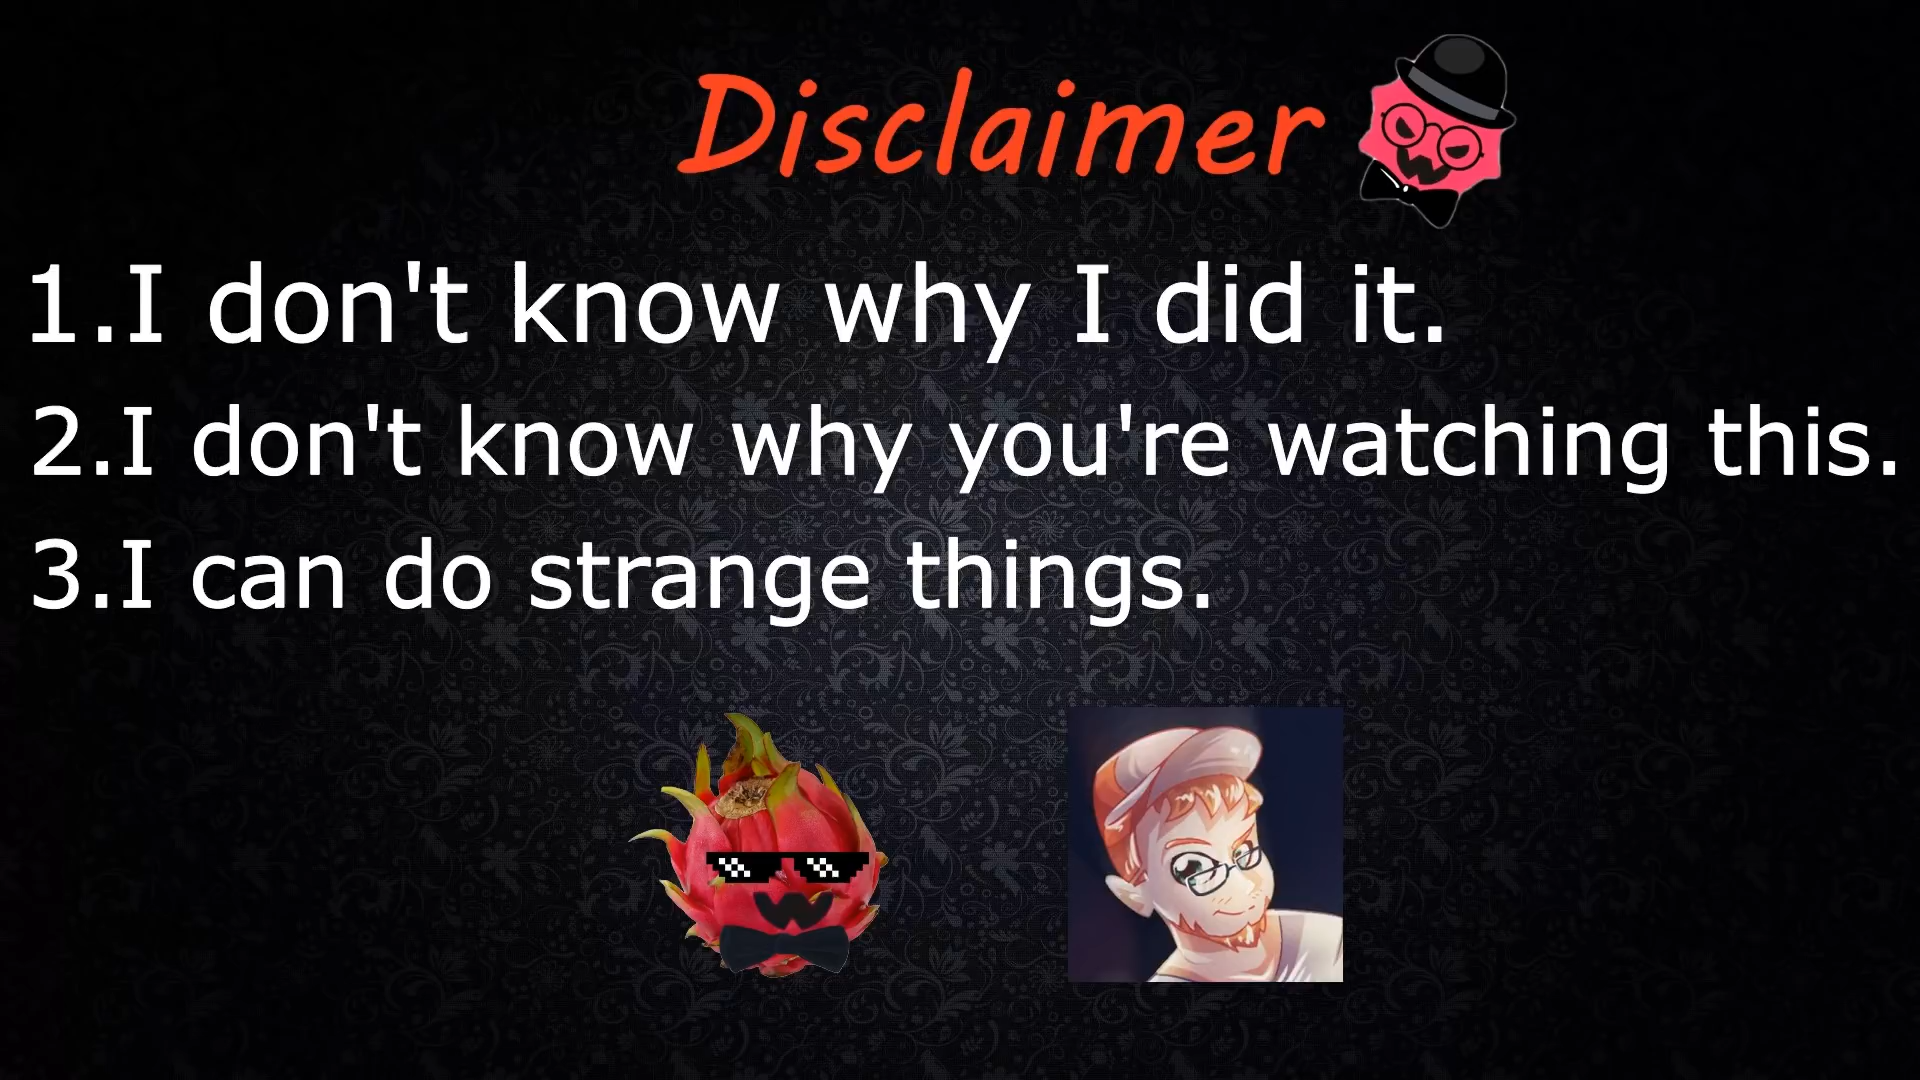 Disclaimer
1.I don't know why I did it.
2.I don't know why you're watching this.
3.I can do strange things.